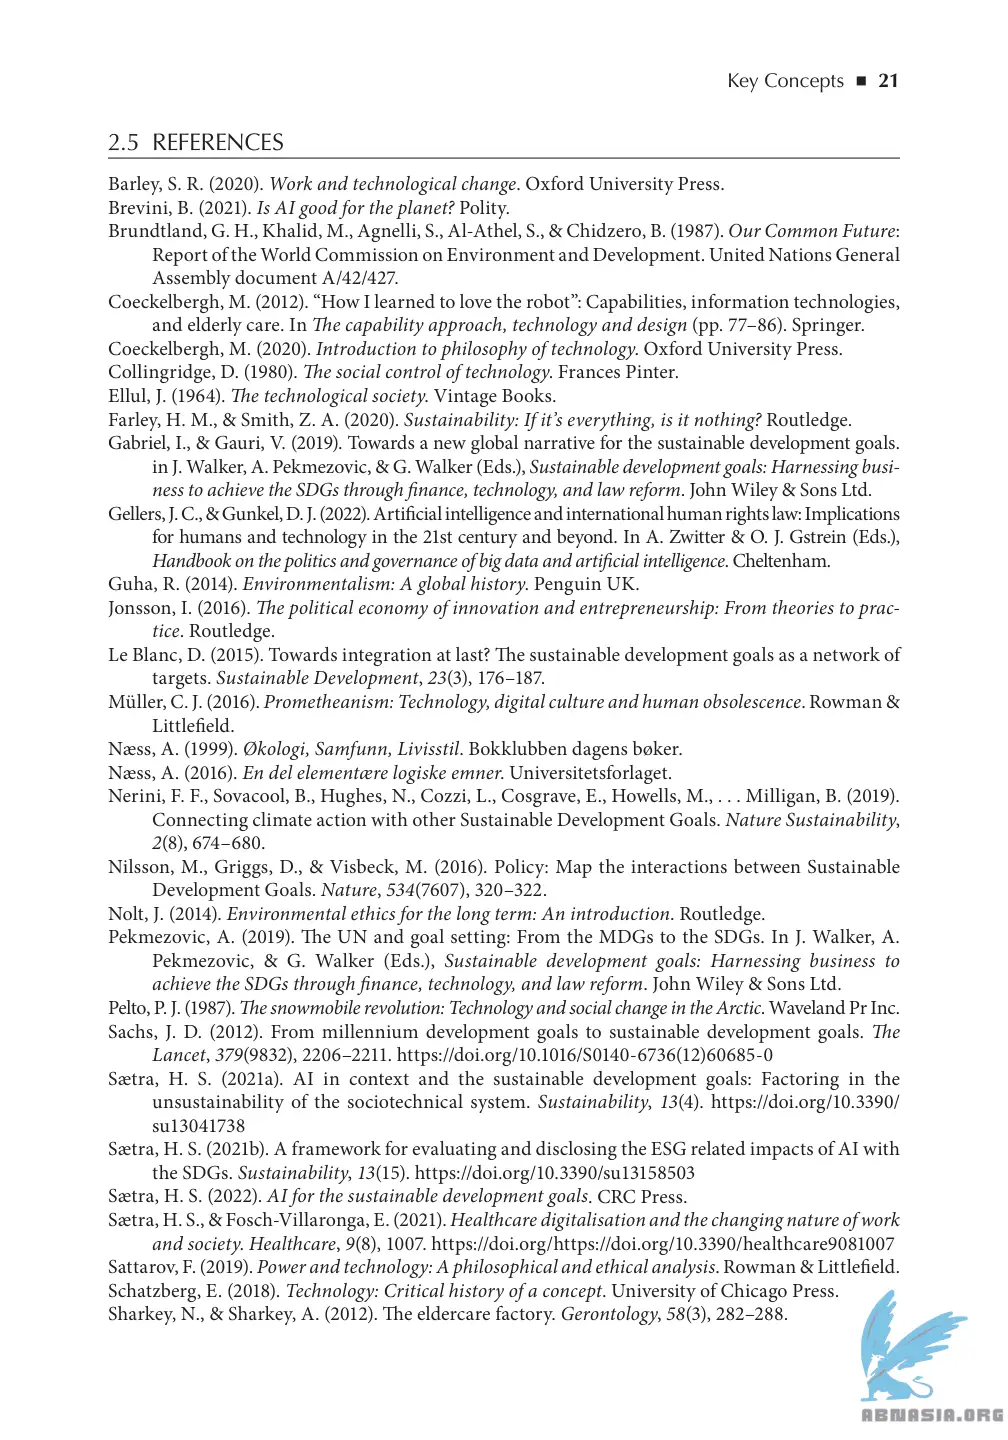 Key Concepts ■ 21
2.5 REFERENCES
Barley, S. R. (2020). Work and technological change. Oxford University Press.
Brevini, B. (2021). Is AI good for the planet? Polity.
Brundtland, G. H., Khalid, M., Agnelli, S., Al-Athel, S., & Chidzero, B. (1987). Our Common Future:
Report of the World Commission on Environment and Development. United Nations General
Assembly document A/42/427.
Coeckelbergh, M. (2012). “How I learned to love the robot”: Capabilities, information technologies,
and elderly care. In The capability approach, technology and design (pp. 77–86). Springer.
Coeckelbergh, M. (2020). Introduction to philosophy of technology. Oxford University Press.
Collingridge, D. (1980). The social control of technology. Frances Pinter.
Ellul, J. (1964). The technological society. Vintage Books.
Farley, H. M., & Smith, Z. A. (2020). Sustainability: If it’s everything, is it nothing? Routledge.
Gabriel, I., & Gauri, V. (2019). Towards a new global narrative for the sustainable development goals.
in J. Walker, A. Pekmezovic, & G. Walker (Eds.), Sustainable development goals: Harnessing busi-
ness to achieve the SDGs through finance, technology, and law reform. John Wiley & Sons Ltd.
Gellers, J. C., & Gunkel, D. J. (2022). Artificial intelligence and international human rights law: Implications
for humans and technology in the 21st century and beyond. In A. Zwitter & O. J. Gstrein (Eds.),
Handbook on the politics and governance of big data and artificial intelligence. Cheltenham.
Guha, R. (2014). Environmentalism: A global history. Penguin UK.
Jonsson, I. (2016). The political economy of innovation and entrepreneurship: From theories to prac-
tice. Routledge.
Le Blanc, D. (2015). Towards integration at last? The sustainable development goals as a network of
targets. Sustainable Development, 23(3), 176–187.
Müller, C. J. (2016). Prometheanism: Technology, digital culture and human obsolescence. Rowman &
Littlefield.
Næss, A. (1999). Økologi, Samfunn, Livisstil. Bokklubben dagens bøker.
Næss, A. (2016). En del elementære logiske emner. Universitetsforlaget.
Nerini, F. F., Sovacool, B., Hughes, N., Cozzi, L., Cosgrave, E., Howells, M., . . . Milligan, B. (2019).
Connecting climate action with other Sustainable Development Goals. Nature Sustainability,
2(8), 674–680.
Nilsson, M., Griggs, D., & Visbeck, M. (2016). Policy: Map the interactions between Sustainable
Development Goals. Nature, 534(7607), 320–322.
Nolt, J. (2014). Environmental ethics for the long term: An introduction. Routledge.
Pekmezovic, A. (2019). The UN and goal setting: From the MDGs to the SDGs. In J. Walker, A.
Pekmezovic, & G. Walker (Eds.), Sustainable development goals: Harnessing business to
achieve the SDGs through finance, technology, and law reform. John Wiley & Sons Ltd.
Pelto, P. J. (1987). The snowmobile revolution: Technology and social change in the Arctic. Waveland Pr Inc.
Sachs, J. D. (2012). From millennium development goals to sustainable development goals. The
Lancet, 379(9832), 2206–2211. https://doi.org/10.1016/S0140-6736(12)60685-0
Sætra, H. S. (2021a). AI in context and the sustainable development goals: Factoring in the
unsustainability of the sociotechnical system. Sustainability, 13(4). https://doi.org/10.3390/
su13041738
Sætra, H. S. (2021b). A framework for evaluating and disclosing the ESG related impacts of AI with
the SDGs. Sustainability, 13(15). https://doi.org/10.3390/su13158503
Sætra, H. S. (2022). AI for the sustainable development goals. CRC Press.
Sætra, H. S., & Fosch-Villaronga, E. (2021). Healthcare digitalisation and the changing nature of work
and society. Healthcare, 9(8), 1007. https://doi.org/https://doi.org/10.3390/healthcare9081007
Sattarov, F. (2019). Power and technology: A philosophical and ethical analysis. Rowman & Littlefield.
Schatzberg, E. (2018). Technology: Critical history of a concept. University of Chicago Press.
Sharkey, N., & Sharkey, A. (2012). The eldercare factory. Gerontology, 58(3), 282–288.
ABNASIA.ORG